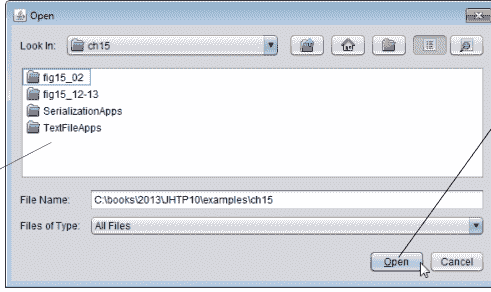 Open
Look In: ch15
fig15_02
fig15_12-13
SerializationApps
TextFileApps
File Name: C:\books\2013\JHTP10\examples\ch15
Files of Type: All Files
Open Cancel